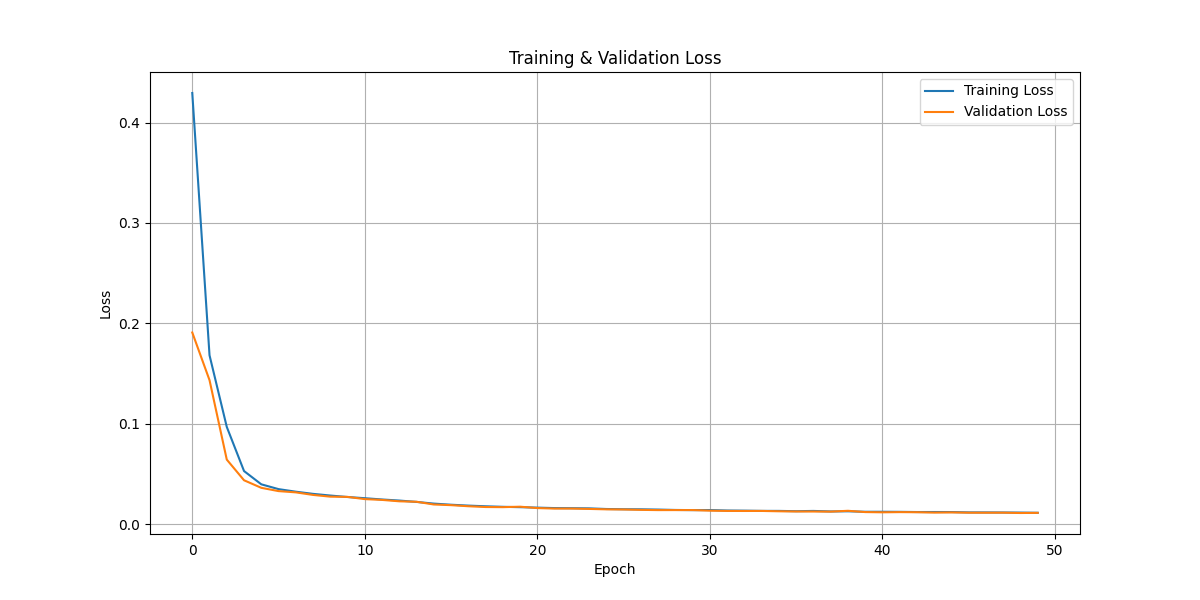 Training & Validation Loss
Training Loss
Validation Loss
Loss
0.4
0.3
0.2
0.1
0.0
0 10 20 30 40 50
Epoch